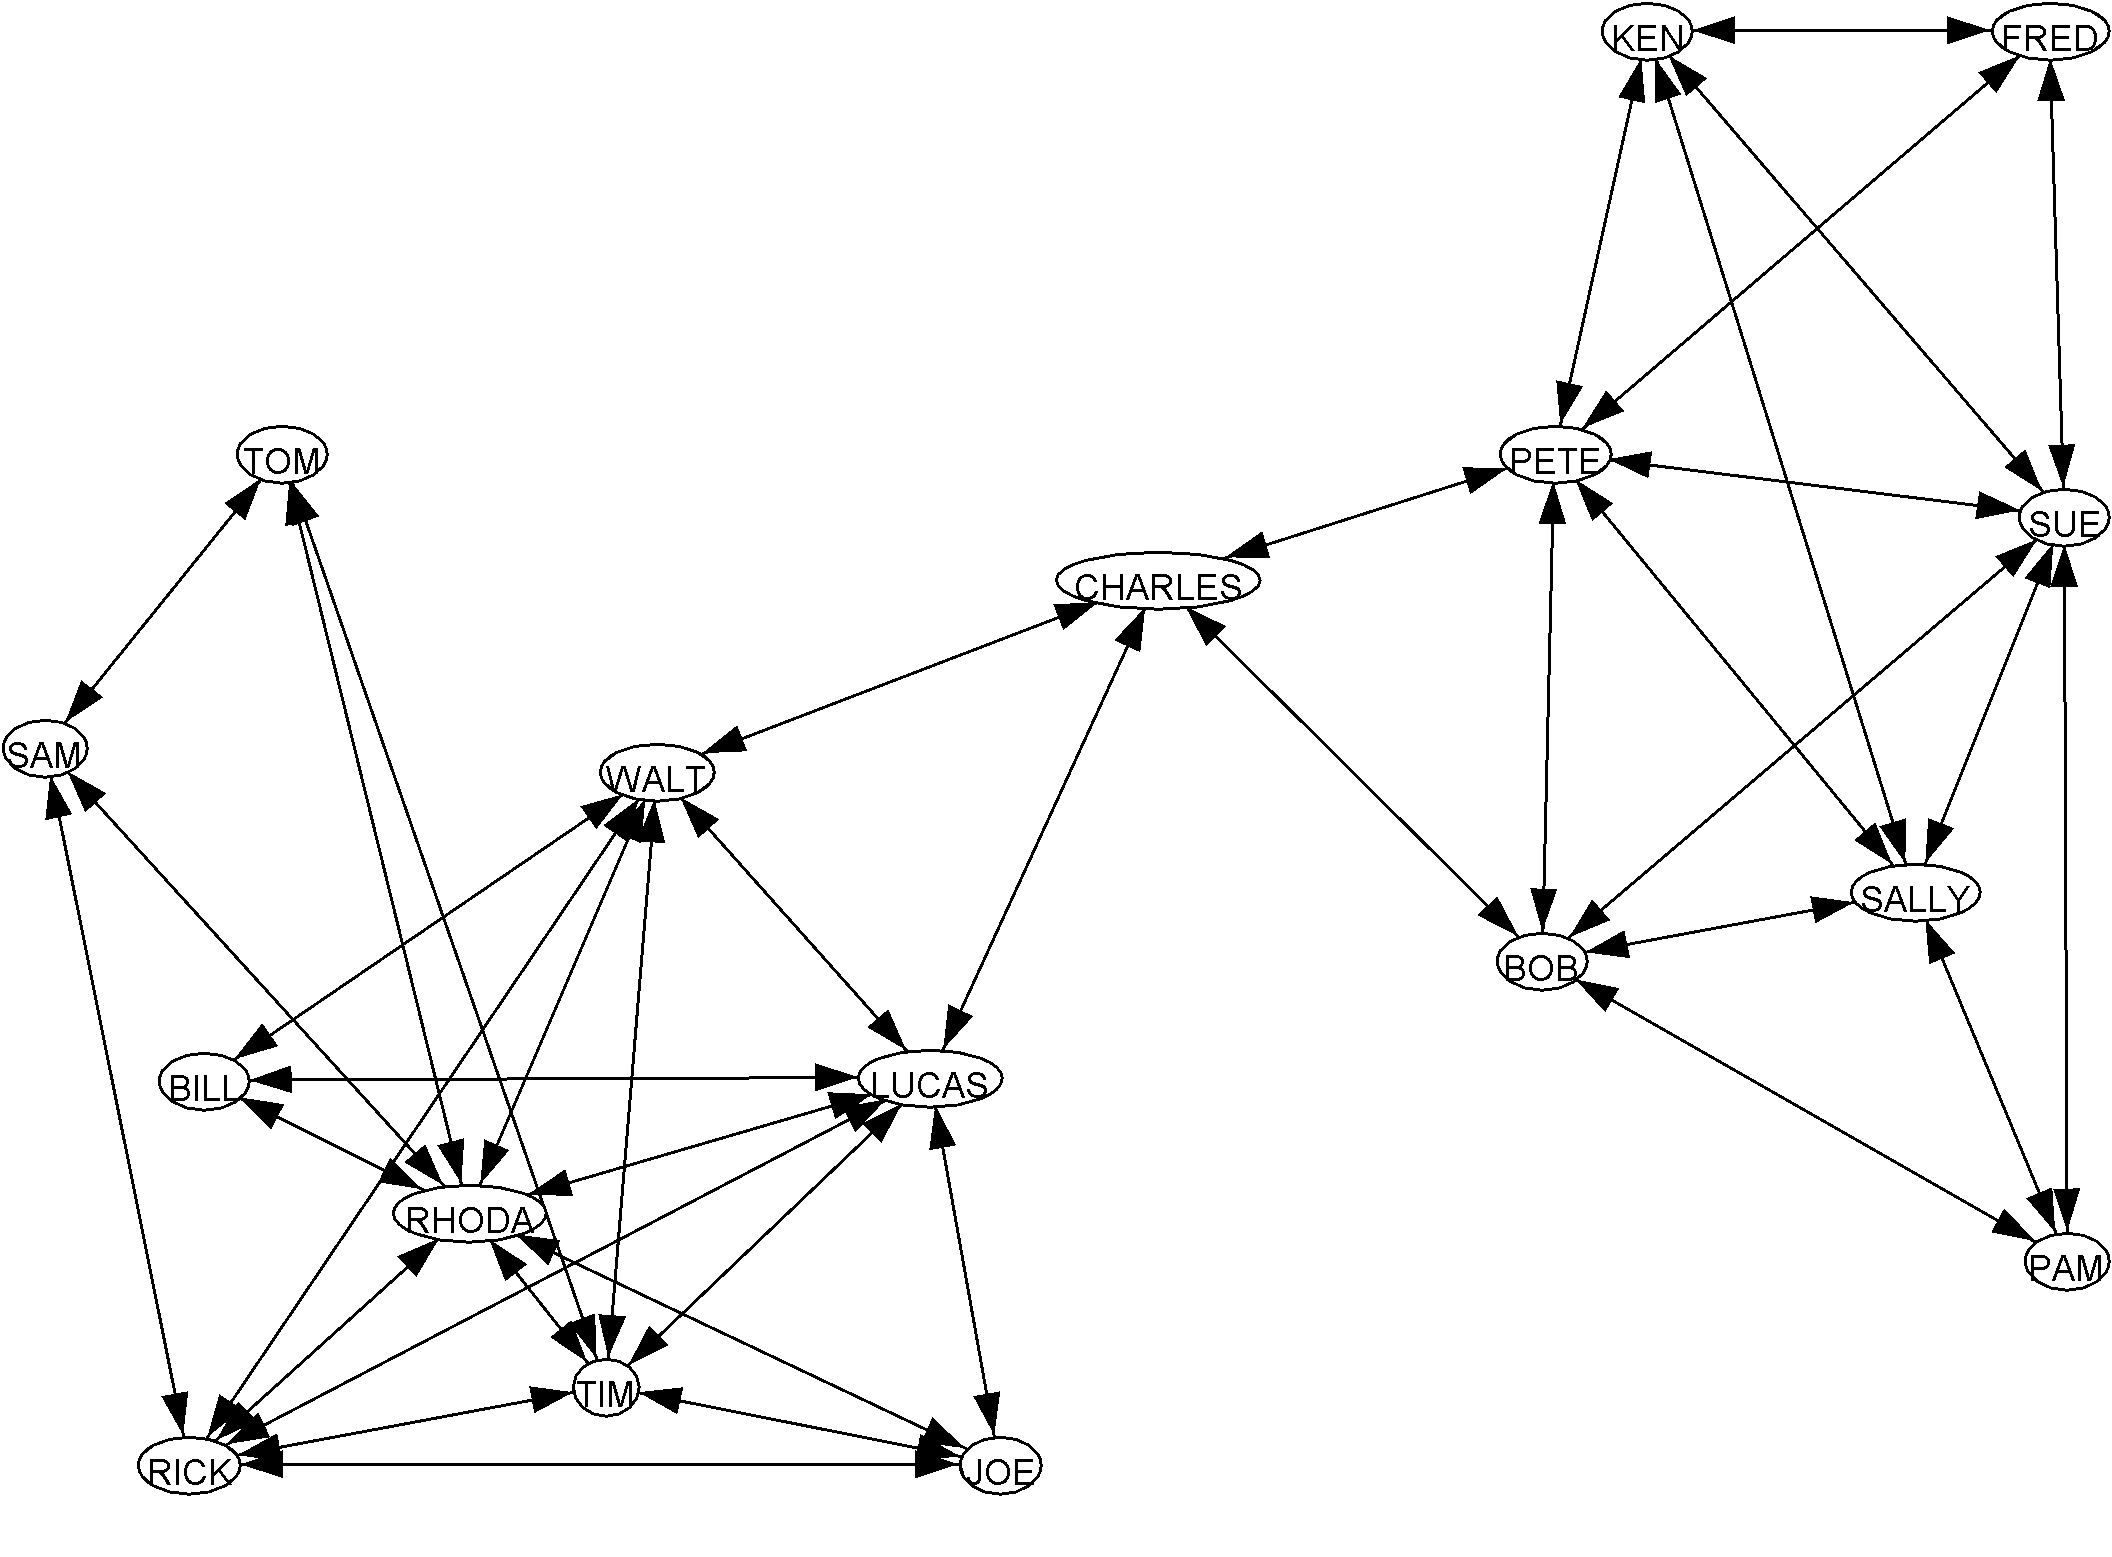 KEN
FRED
TOM
PETE
SUE
CHARLES
SAM
WALT
SALLY
BOB
BILL
LUCAS
RHODA
PAM
TIM
RICK
JOE